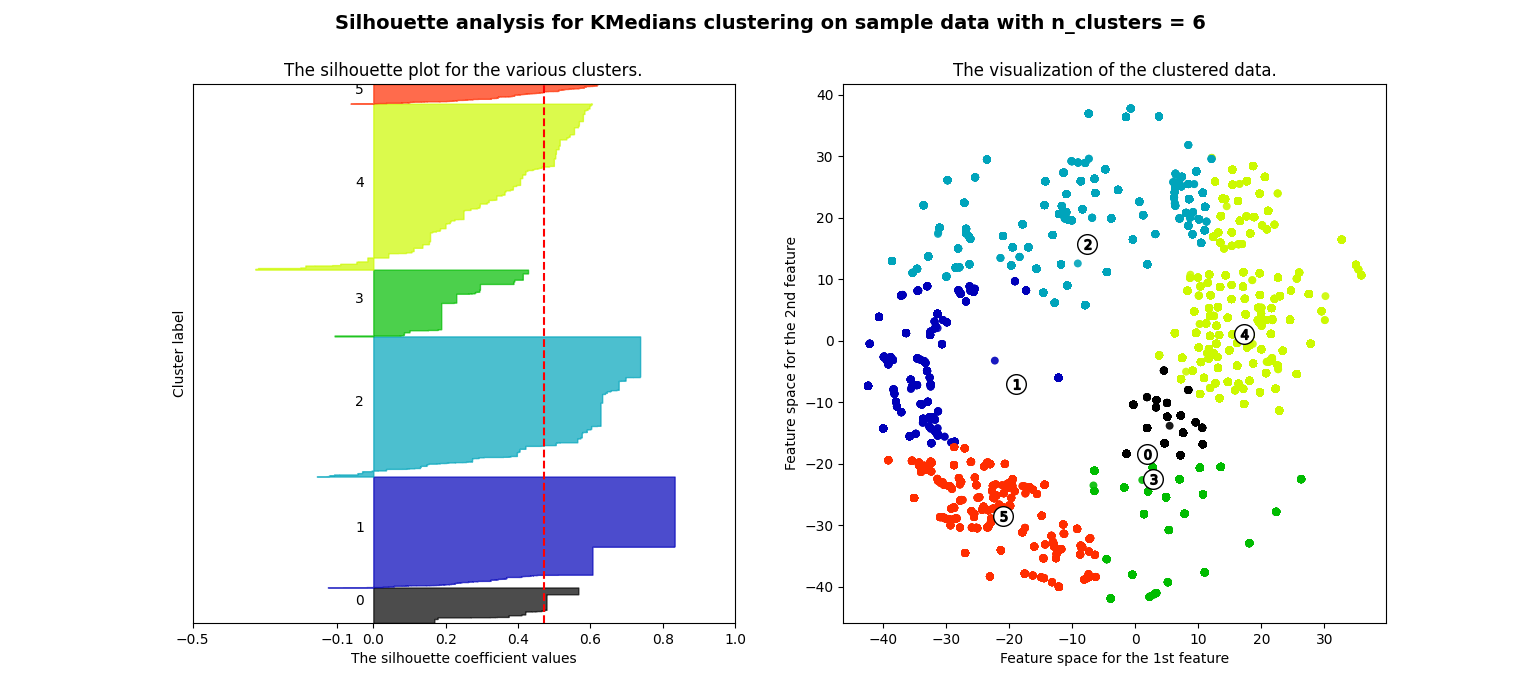 Silhouette analysis for KMedians clustering on sample data with n_clusters = 6
The silhouette plot for the various clusters.
5
4
3
2
1
0
Cluster label
−0.5 −0.1 0.0 0.2 0.4 0.6 0.8 1.0
The silhouette coefficient values
The visualization of the clustered data.
40
30
20
10
0
−10
−20
−30
−40
Feature space for the 2nd feature
2
4
1
0
3
5
−40 −30 −20 −10 0 10 20 30
Feature space for the 1st feature